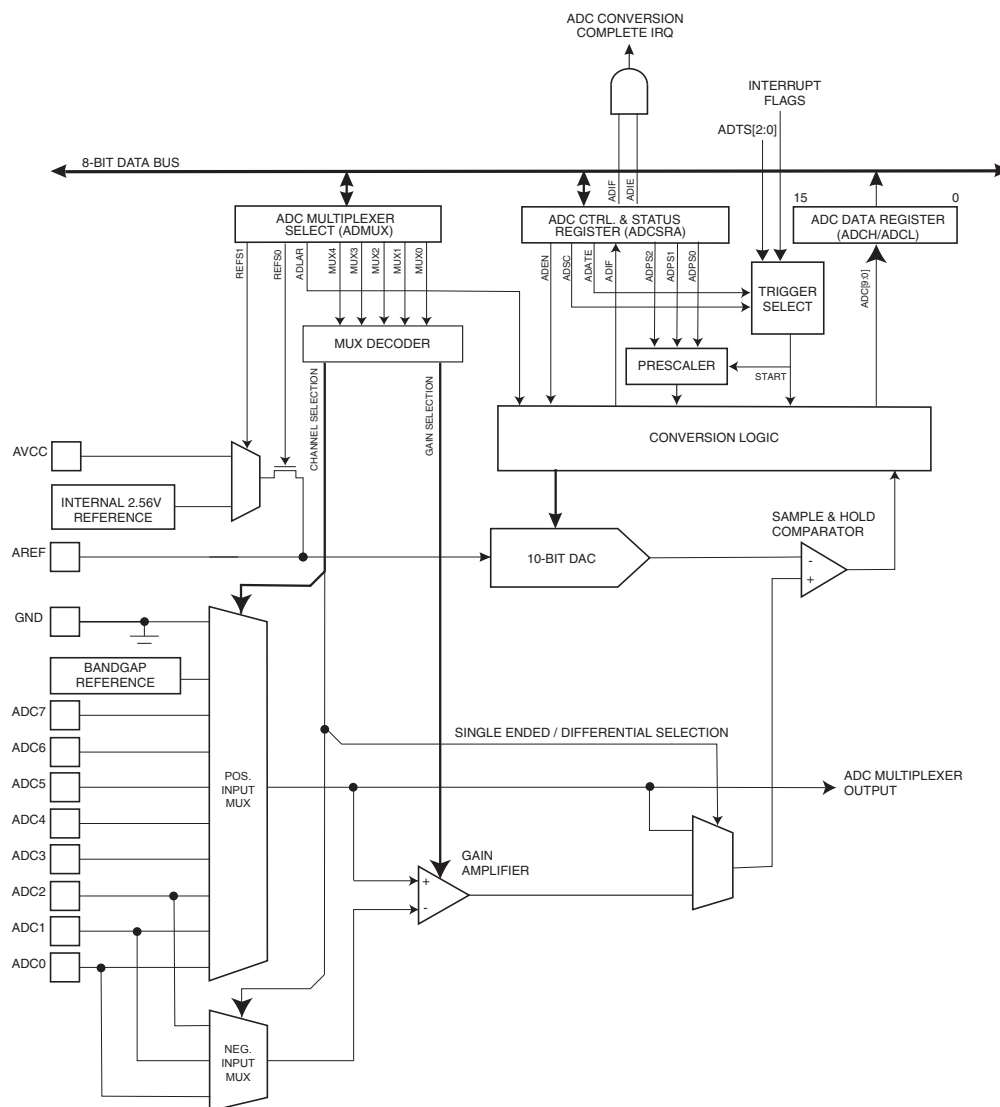 ADC CONVERSION
COMPLETE IRQ
INTERRUPT
FLAGS
ADTS[2:0]
8-BIT DATA BUS
ADIF
ADIE
15
0
ADC MULTIPLEXER
SELECT (ADMUX)
ADC CTRL. & STATUS
REGISTER (ADCSRA)
ADC DATA REGISTER
(ADCH/ADCL)
REFS1
REFS0
ADLAR
MUX4
MUX3
MUX2
MUX1
MUX0
ADEN
ADSC
ADATE
ADIF
ADPS2
ADPS1
ADPS0
ADC[9:0]
TRIGGER
SELECT
MUX DECODER
PRESCALER
START
CHANNEL SELECTION
GAIN SELECTION
CONVERSION LOGIC
AVCC
INTERNAL 2.56V
REFERENCE
SAMPLE & HOLD
COMPARATOR
AREF
10-BIT DAC
-
+
GND
BANDGAP
REFERENCE
ADC7
SINGLE ENDED / DIFFERENTIAL SELECTION
ADC6
ADC5
POS.
INPUT
MUX
ADC MULTIPLEXER
OUTPUT
ADC4
ADC3
GAIN
AMPLIFIER
ADC2
+
-
ADC1
ADC0
NEG.
INPUT
MUX